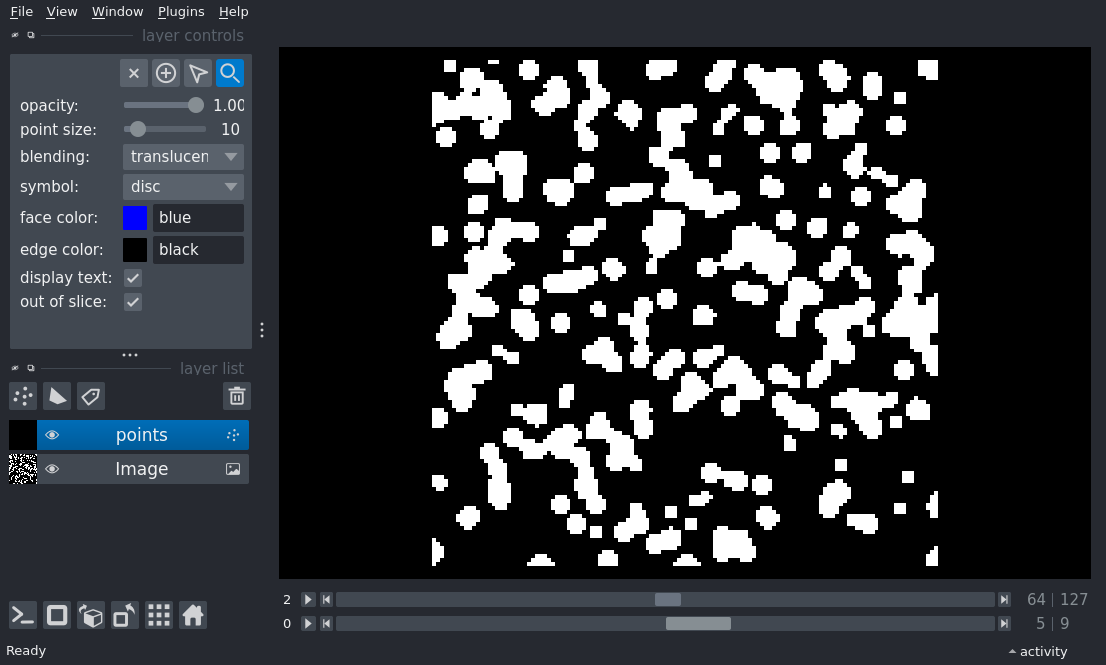 File View Window Plugins Help
layer controls
opacity: 1.00
point size: 10
blending: translucen
symbol: disc
face color: blue
edge color: black
display text:
out of slice:
layer list
points
Image
2 64 | 127
0 5 | 9
Ready activity